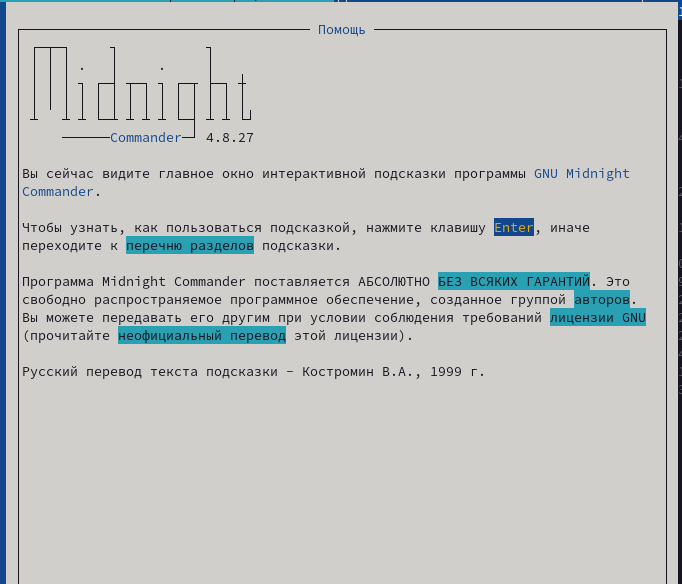 Помощь
Midnight
Commander 4.8.27
Вы сейчас видите главное окно интерактивной подсказки программы GNU Midnight
Commander.
Чтобы узнать, как пользоваться подсказкой, нажмите клавишу Enter, иначе
переходите к перечню разделов подсказки.
Программа Midnight Commander поставляется АБСОЛЮТНО БЕЗ ВСЯКИХ ГАРАНТИЙ. Это
свободно распространяемое программное обеспечение, созданное группой авторов.
Вы можете передавать его другим при условии соблюдения требований лицензии GNU
(прочитайте неофициальный перевод этой лицензии).
Русский перевод текста подсказки - Костромин В.А., 1999 г.